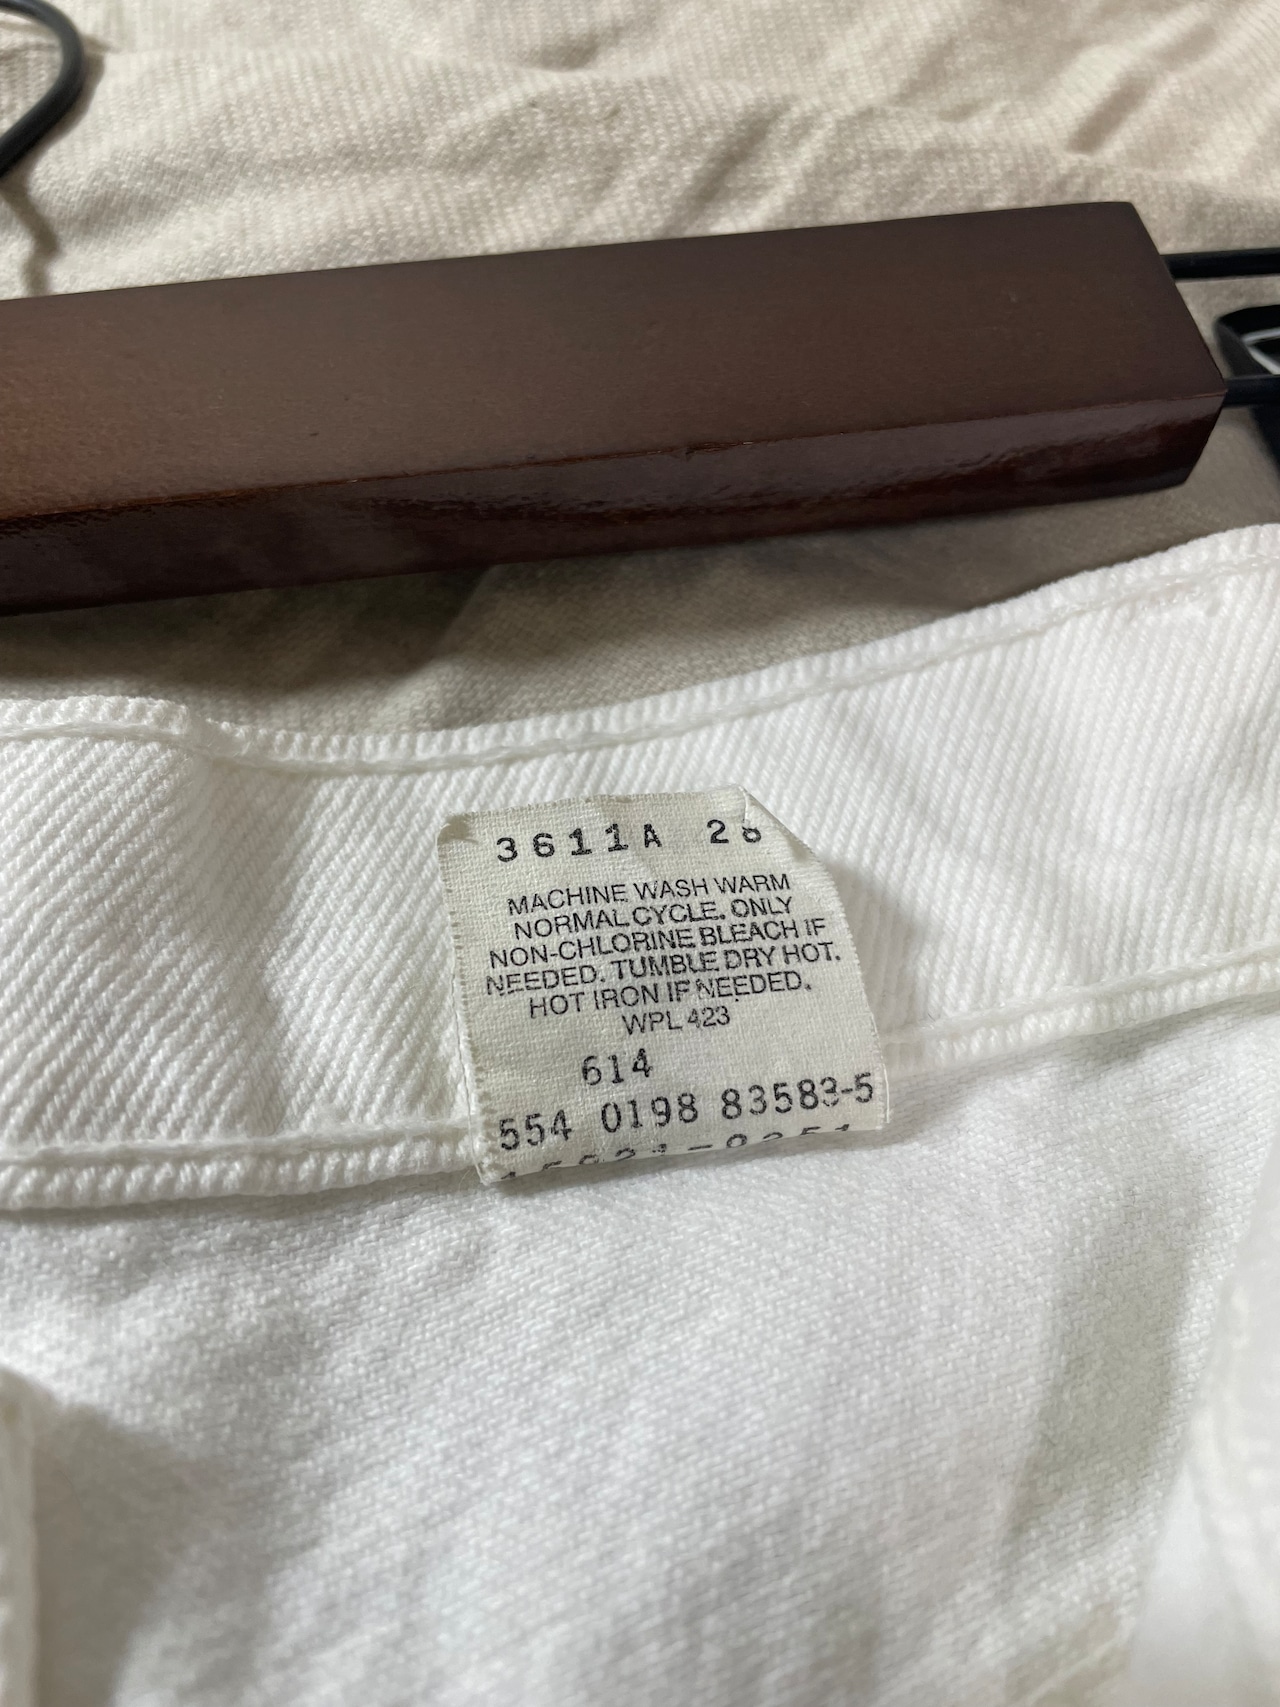 3611A 28
MACHINE WASH WARM
NORMAL CYCLE. ONLY
NON-CHLORINE BLEACH IF
NEEDED. TUMBLE DRY HOT.
HOT IRON IF NEEDED.
WPL 423
614
554 0198 83583-5